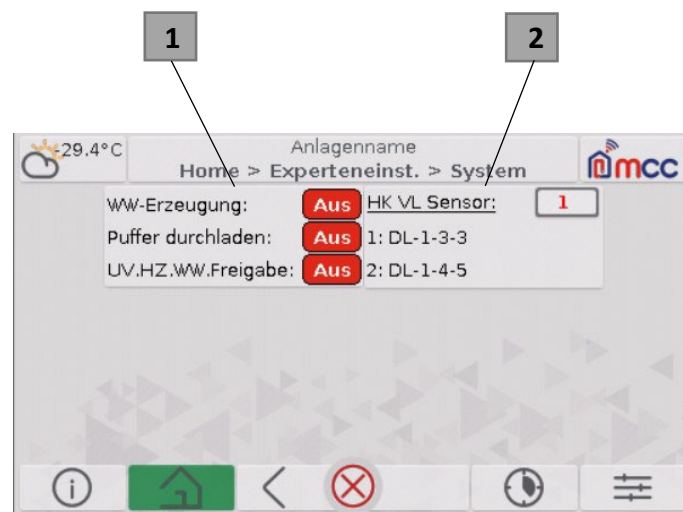 1 2
-29.4°C Anlagenname
Home > Experteneinst. > System
mcc
WW-Erzeugung: Aus HK VL Sensor: 1
Puffer durchladen: Aus 1: DL-1-3-3
UV.HZ.WW.Freigabe: Aus 2: DL-1-4-5